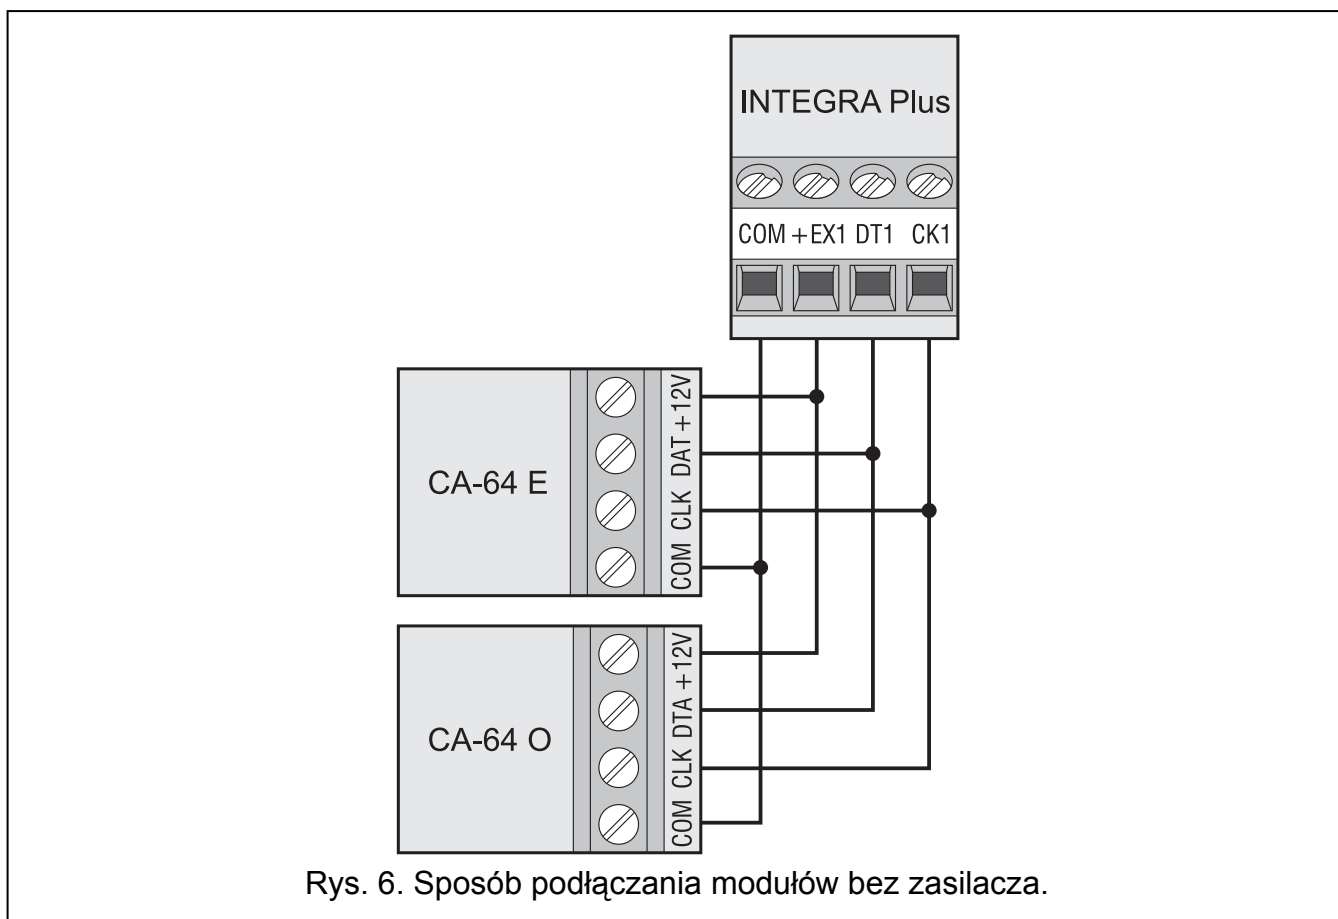 INTEGRA Plus
COM +EX1 DT1 CK1
CA-64 E
+12V
DAT
CLK
COM
CA-64 O
+12V
DTA
CLK
COM
Rys. 6. Sposób podłączania modułów bez zasilacza.